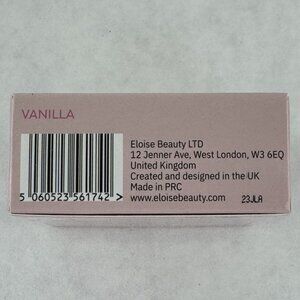 VANILLA
Eloise Beauty LTD
12 Jenner Ave, West London, W3 6EQ
United Kingdom
Created and designed in the UK
Made in PRC
www.eloisebeauty.com
23JLA
5 060523 561742 >